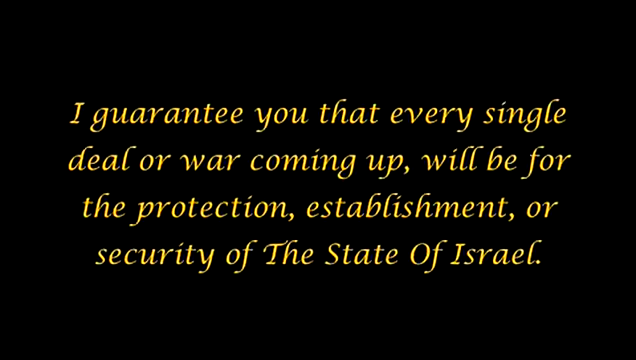 I guarantee you that every single
deal or war coming up, will be for
the protection, establishment, or
security of The State Of Israel.